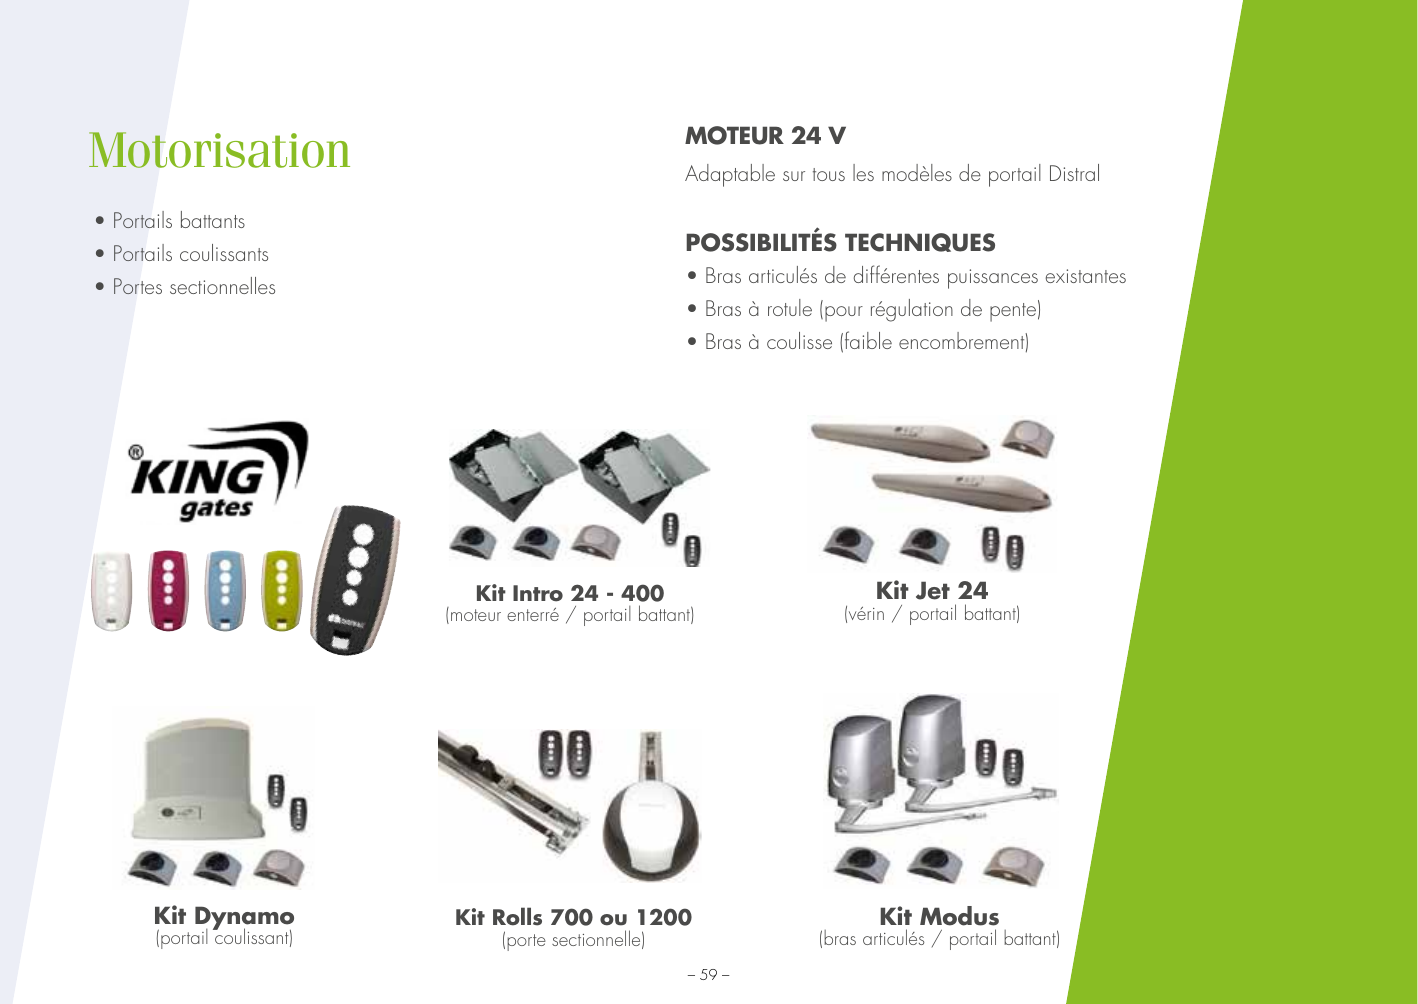 Motorisation
• Portails battants
• Portails coulissants
• Portes sectionnelles
MOTEUR 24 V
Adaptable sur tous les modèles de portail Distral
POSSIBILITÉS TECHNIQUES
• Bras articulés de différentes puissances existantes
• Bras à rotule (pour régulation de pente)
• Bras à coulisse (faible encombrement)
® KING
gates
Kit Intro 24 - 400
(moteur enterré / portail battant)
Kit Jet 24
(vérin / portail battant)
Kit Dynamo
(portail coulissant)
Kit Rolls 700 ou 1200
(porte sectionnelle)
Kit Modus
(bras articulés / portail battant)
– 59 –